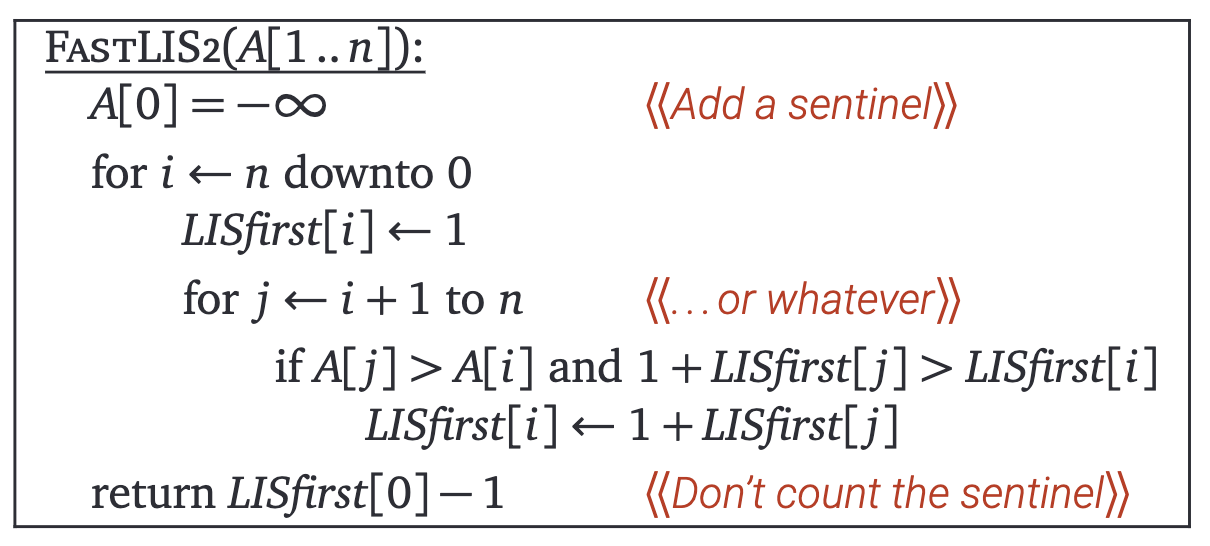 FASTLIS2(A[1 .. n]):
A[0] = −∞ ⟨⟨Add a sentinel⟩⟩
for i ← n downto 0
LISfirst[i] ← 1
for j ← i + 1 to n ⟨⟨. . . or whatever⟩⟩
if A[j] > A[i] and 1 + LISfirst[j] > LISfirst[i]
LISfirst[i] ← 1 + LISfirst[j]
return LISfirst[0] − 1 ⟨⟨Don’t count the sentinel⟩⟩